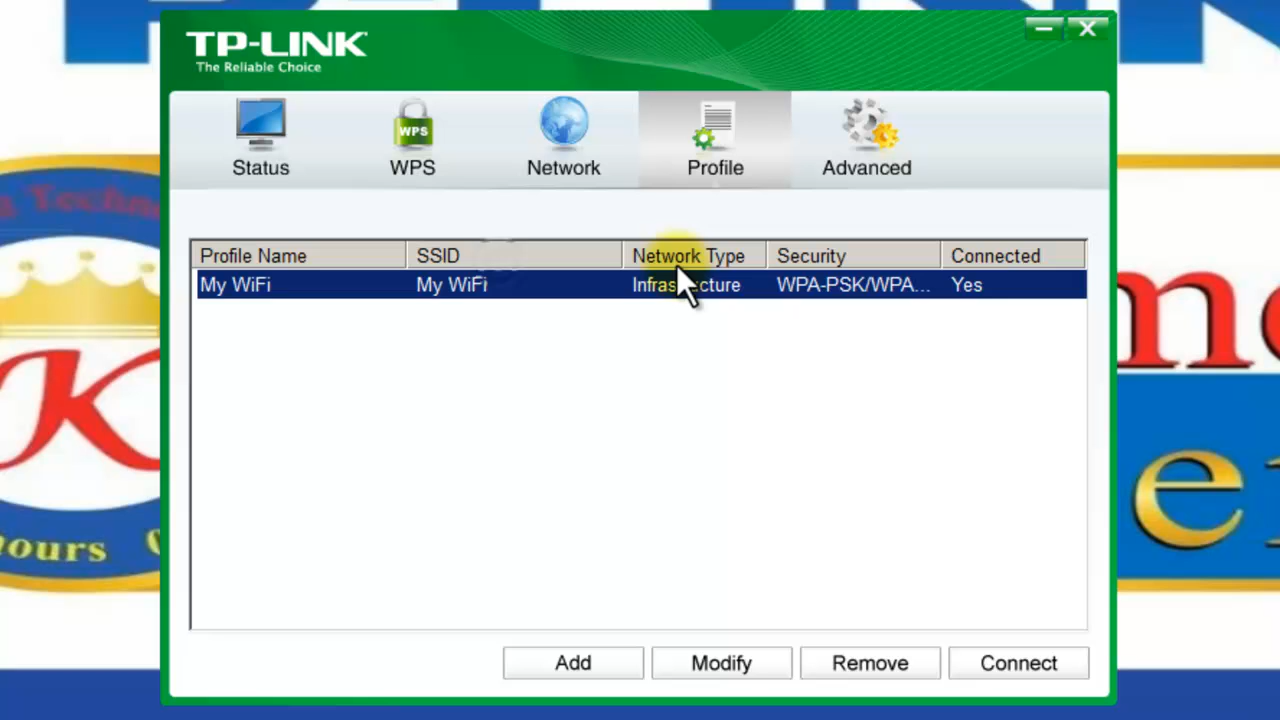 TP-LINK
The Reliable Choice
WPS
Status
WPS
Network
Profile
Advanced
Profile Name SSID Network Type Security Connected
My WiFi My WiFi Infrastructure WPA-PSK/WPA... Yes
Add Modify Remove Connect
K
ours